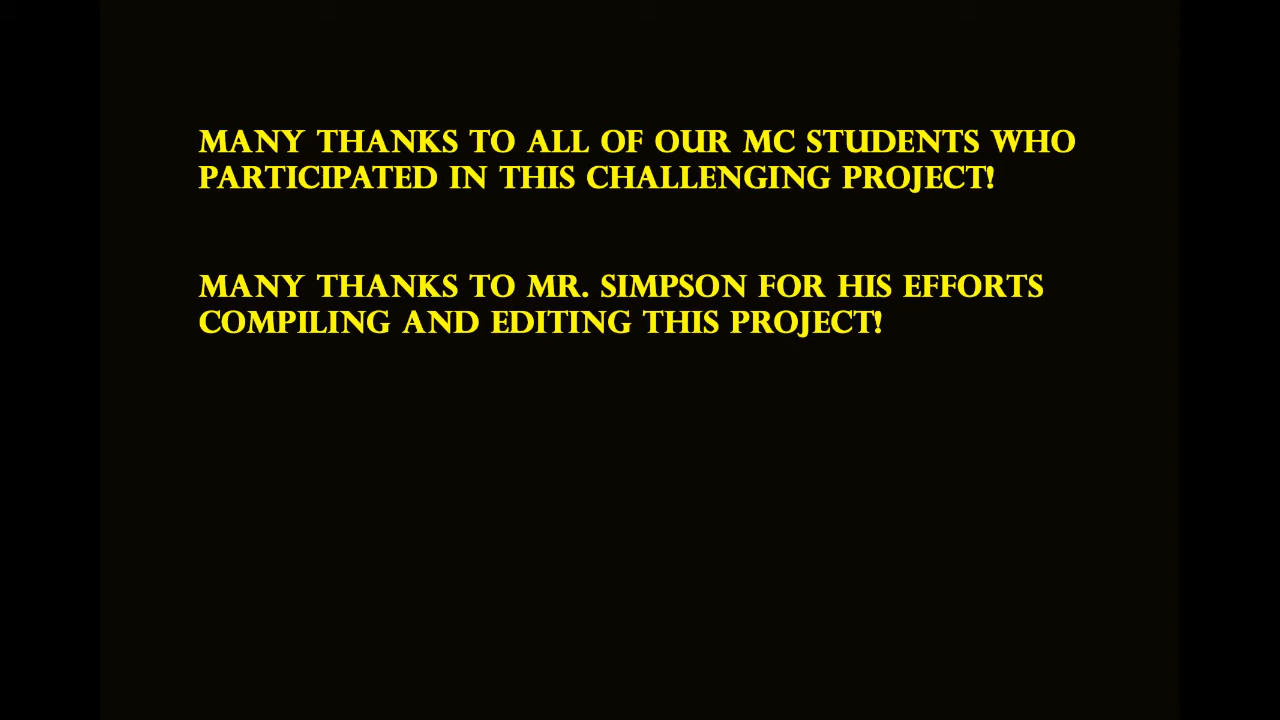 MANY THANKS TO ALL OF OUR MC STUDENTS WHO
PARTICIPATED IN THIS CHALLENGING PROJECT!
MANY THANKS TO MR. SIMPSON FOR HIS EFFORTS
COMPILING AND EDITING THIS PROJECT!